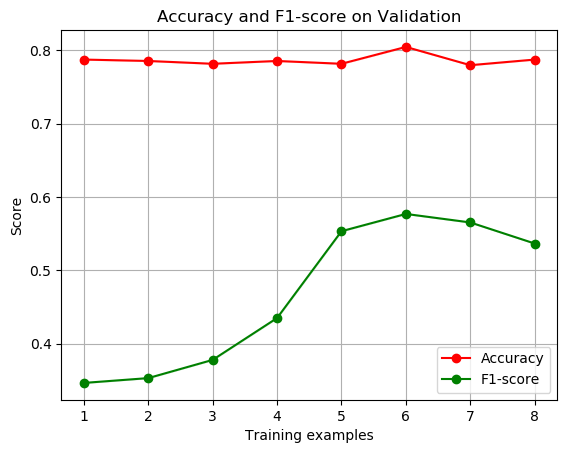 Accuracy and F1-score on Validation
0.8
0.7
0.6
0.5
0.4
Score
1 2 3 4 5 6 7 8
Training examples
Accuracy
F1-score